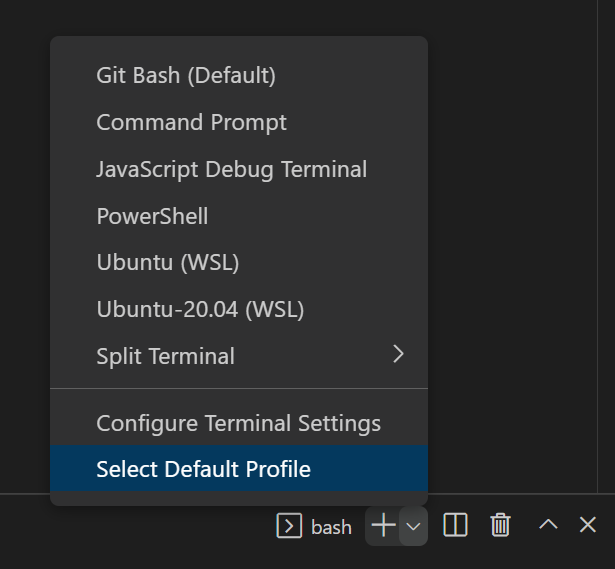 Git Bash (Default)
Command Prompt
JavaScript Debug Terminal
PowerShell
Ubuntu (WSL)
Ubuntu-20.04 (WSL)
Split Terminal
Configure Terminal Settings
Select Default Profile
bash